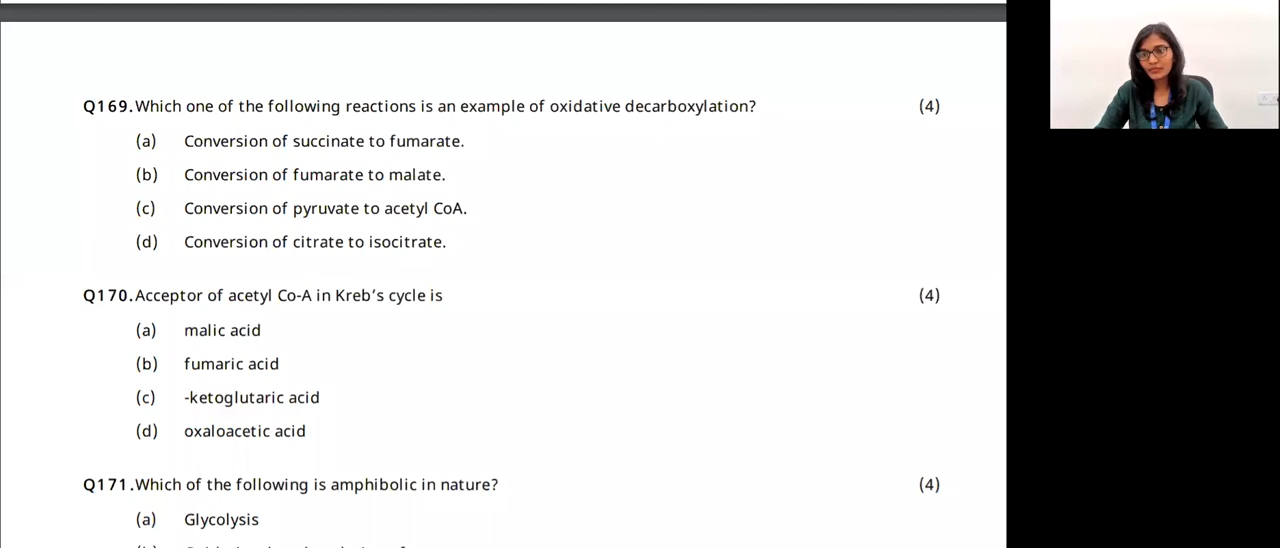 Q169. Which one of the following reactions is an example of oxidative decarboxylation? (4)
(a) Conversion of succinate to fumarate.
(b) Conversion of fumarate to malate.
(c) Conversion of pyruvate to acetyl CoA.
(d) Conversion of citrate to isocitrate.
Q170. Acceptor of acetyl Co-A in Kreb’s cycle is (4)
(a) malic acid
(b) fumaric acid
(c) -ketoglutaric acid
(d) oxaloacetic acid
Q171. Which of the following is amphibolic in nature? (4)
(a) Glycolysis